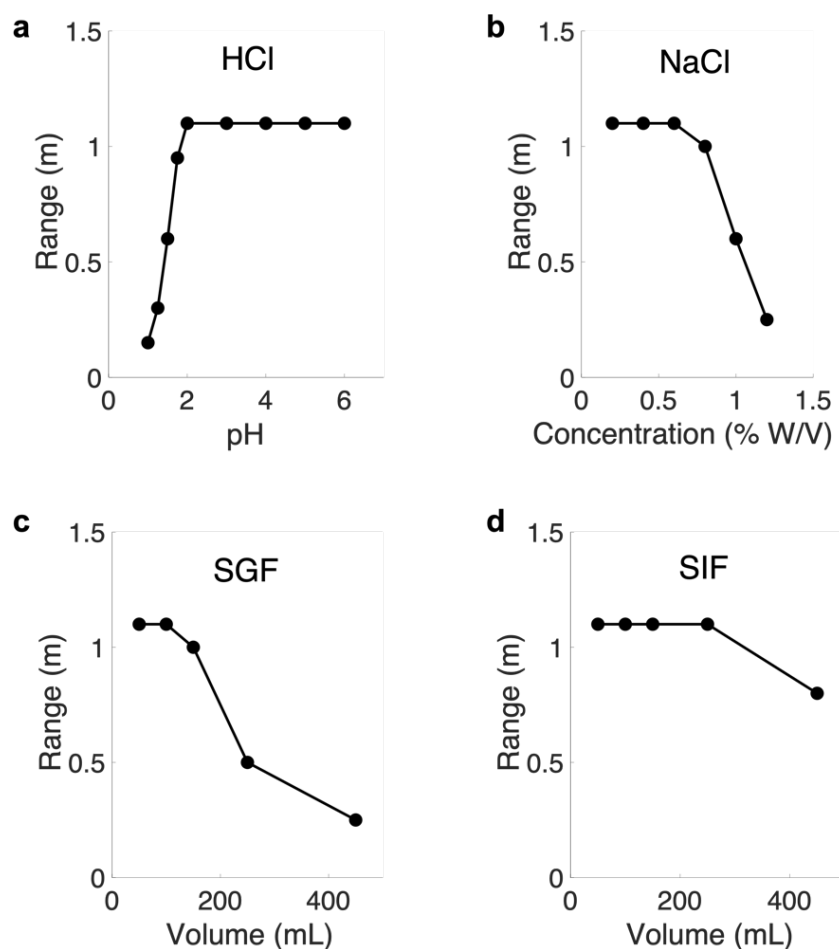 a
HCl
1.5
1
0.5
0
Range (m)
0 2 4 6
pH
b
NaCl
1.5
1
0.5
0
Range (m)
0 0.5 1 1.5
Concentration (% W/V)
c
SGF
1.5
1
0.5
0
Range (m)
0 200 400
Volume (mL)
d
SIF
1.5
1
0.5
0
Range (m)
0 200 400
Volume (mL)